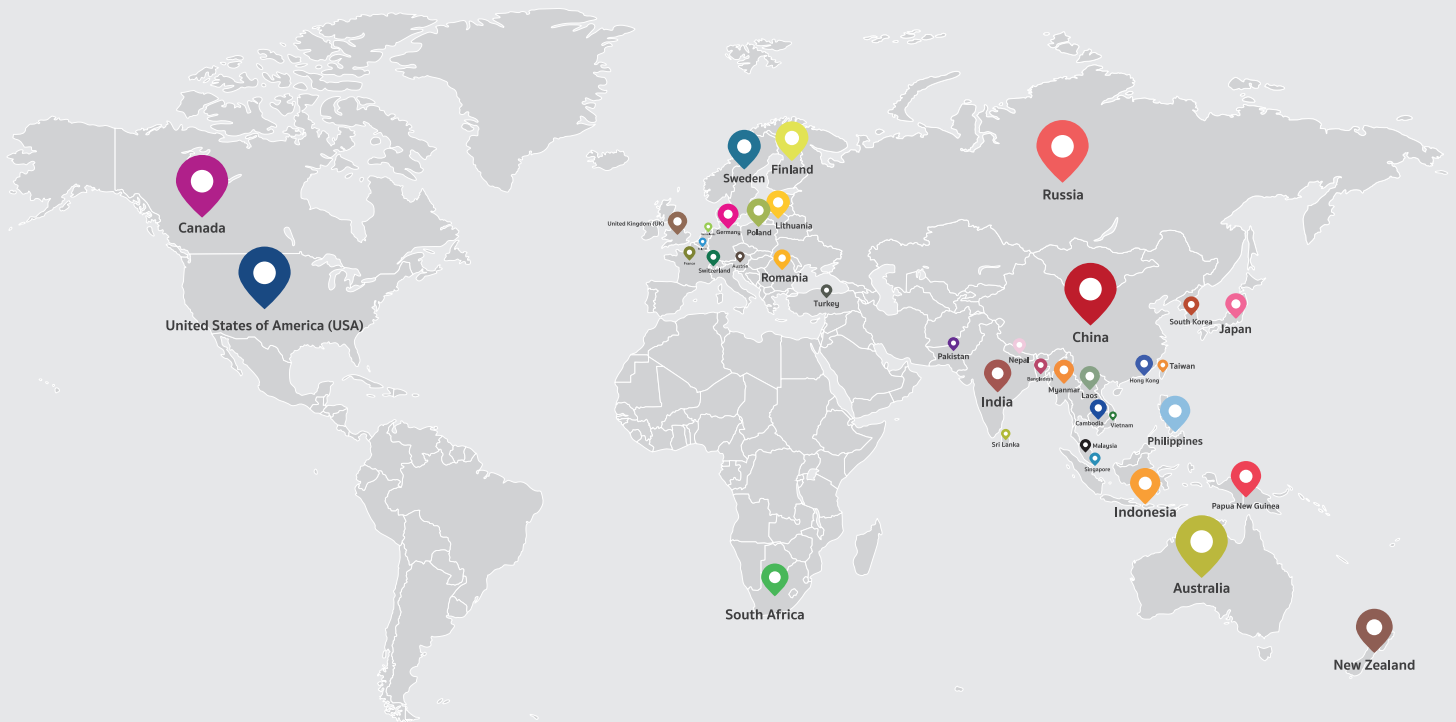 Sweden
Finland
Russia
Canada
United Kingdom (UK)
Germany
Poland
Lithuania
France
Switzerland
Austria
Romania
Turkey
United States of America (USA)
China
South Korea
Japan
Pakistan
Nepal
Bangladesh
India
Myanmar
Laos
Hong Kong
Taiwan
Cambodia
Vietnam
Sri Lanka
Malaysia
Singapore
Philippines
Indonesia
Papua New Guinea
Australia
South Africa
New Zealand